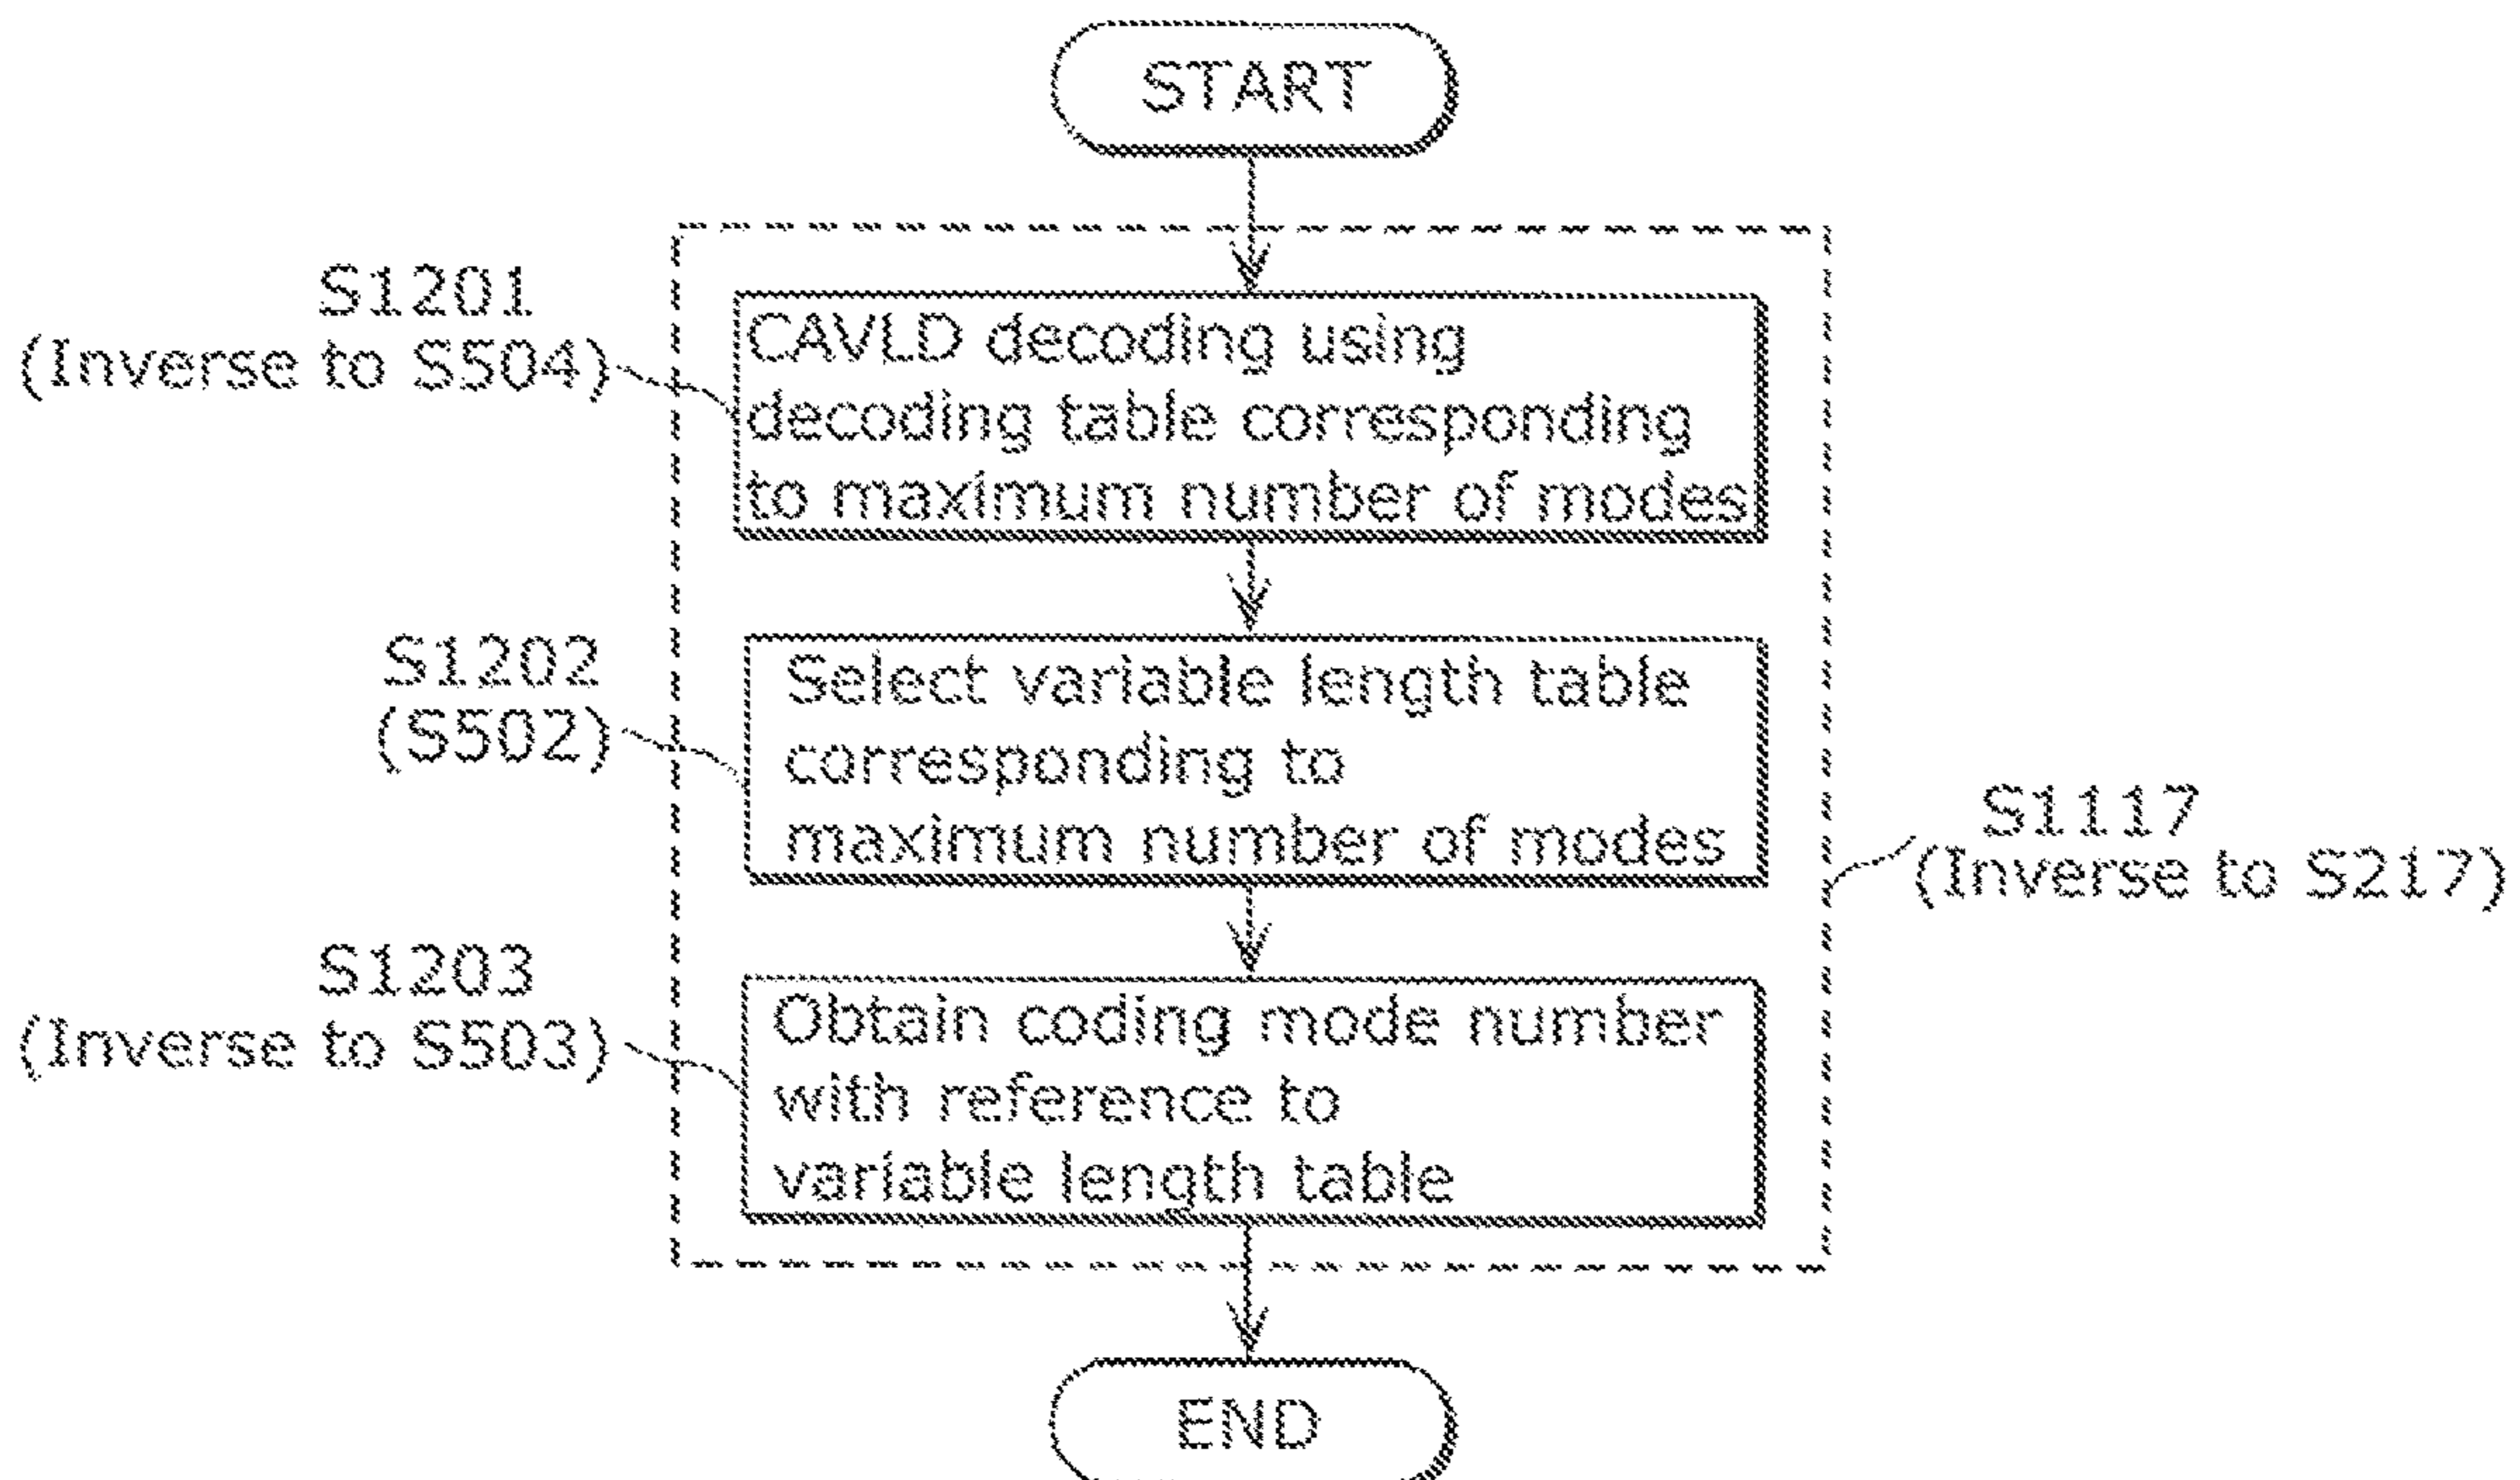 START
S1201
(Inverse to S504)
CAVLD decoding using
decoding table corresponding
to maximum number of modes
S1202
(S502)
Select variable length table
corresponding to
maximum number of modes
S1117
(Inverse to S217)
S1203
(Inverse to S503)
Obtain coding mode number
with reference to
variable length table
END